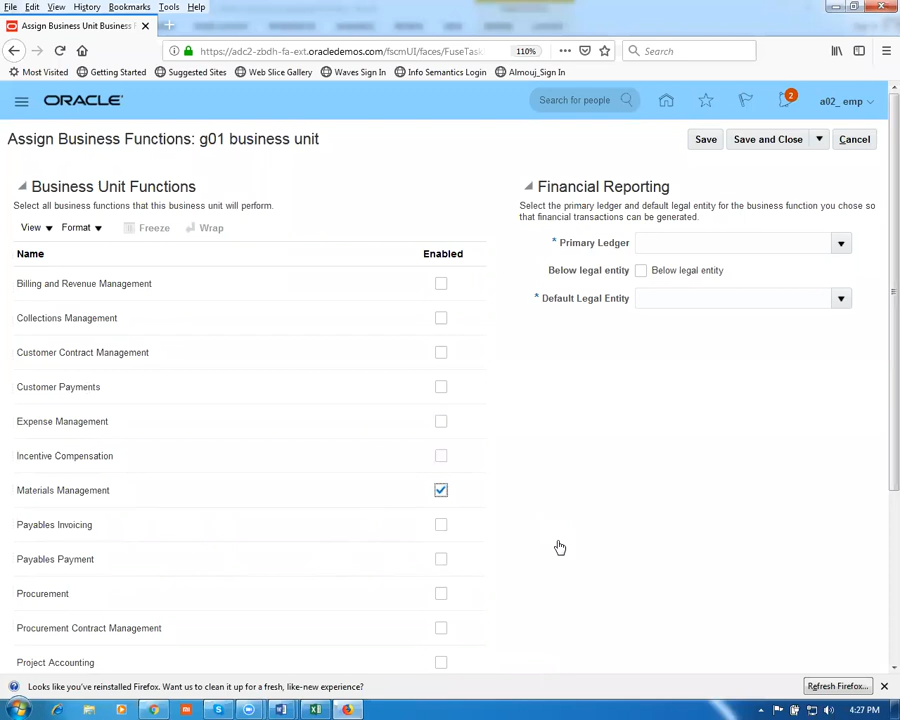 File Edit View History Bookmarks Tools Help
Assign Business Unit Business F
https://adc2-zbdh-fa-ext.oracledemos.com/fscmUI/faces/FuseTask
110%
Search
Most Visited Getting Started Suggested Sites Web Slice Gallery Waves Sign In Info Semantics Login Almouj_Sign In
ORACLE
Search for people
2
a02_ emp
Assign Business Functions: g01 business unit
Save Save and Close Cancel
Business Unit Functions
Select all business functions that this business unit will perform.
View Format Freeze Wrap
Name Enabled
Billing and Revenue Management
Collections Management
Customer Contract Management
Customer Payments
Expense Management
Incentive Compensation
Materials Management
Payables Invoicing
Payables Payment
Procurement
Procurement Contract Management
Project Accounting
Financial Reporting
Select the primary ledger and default legal entity for the business function you chose so
that financial transactions can be generated.
* Primary Ledger
Below legal entity Below legal entity
* Default Legal Entity
Looks like you've reinstalled Firefox. Want us to clean it up for a fresh, like-new experience?
Refresh Firefox...
4:27 PM